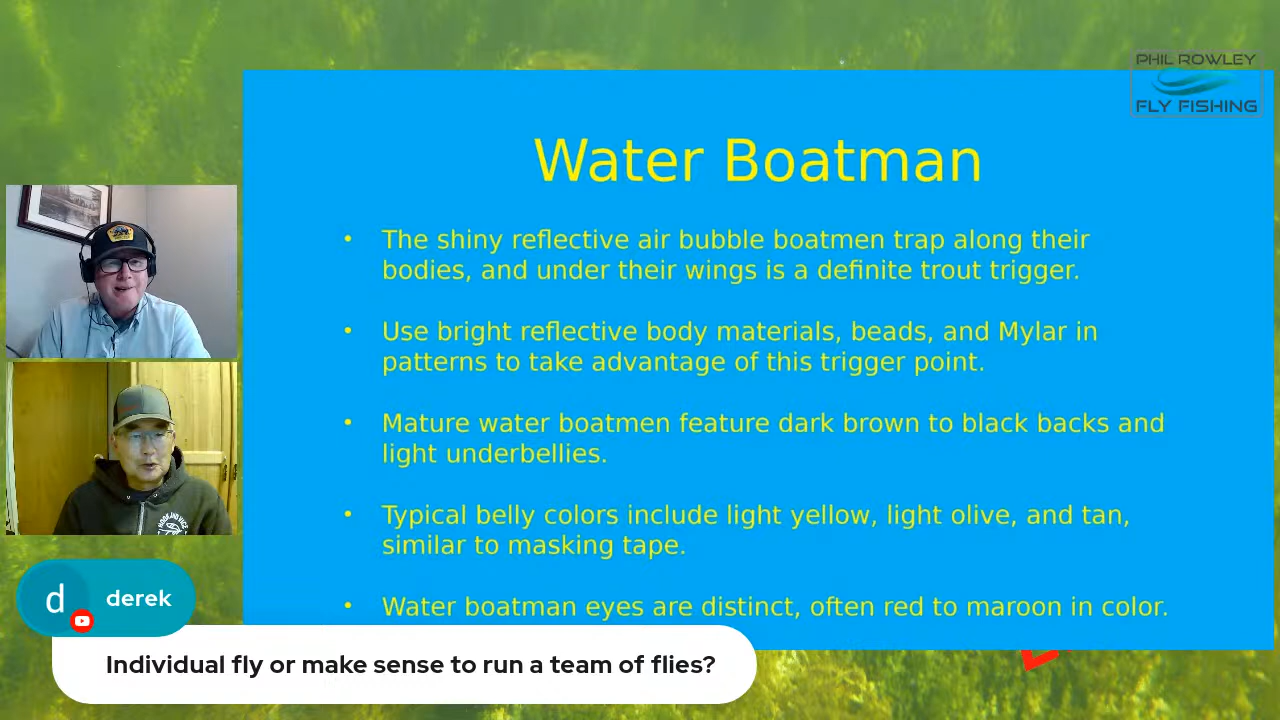 PHIL ROWLEY
FLY FISHING
Water Boatman
• The shiny reflective air bubble boatmen trap along their
bodies, and under their wings is a definite trout trigger.
• Use bright reflective body materials, beads, and Mylar in
patterns to take advantage of this trigger point.
• Mature water boatmen feature dark brown to black backs and
light underbellies.
• Typical belly colors include light yellow, light olive, and tan,
similar to masking tape.
• Water boatman eyes are distinct, often red to maroon in color.
d
derek
Individual fly or make sense to run a team of flies?